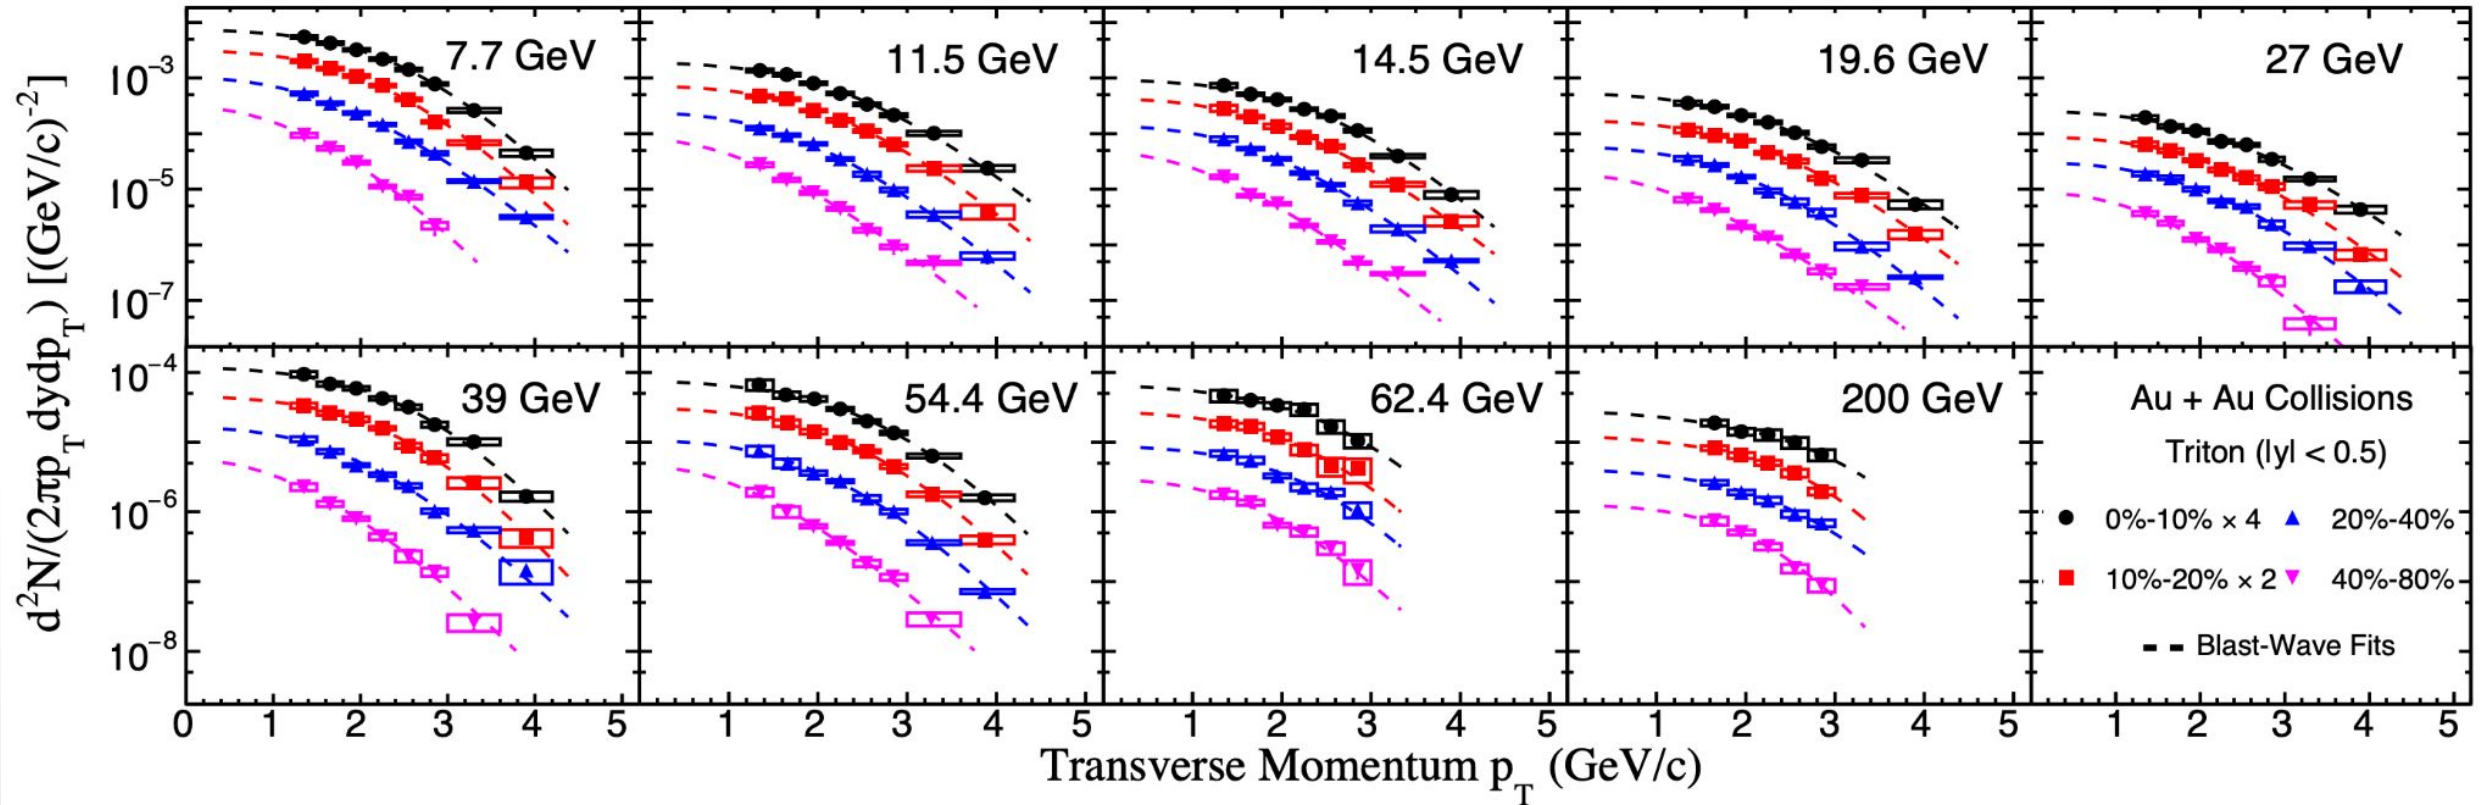 d²N/(2πp_T dydp_T) [(GeV/c)⁻²]
10⁻³
10⁻⁵
10⁻⁷
7.7 GeV
11.5 GeV
14.5 GeV
19.6 GeV
27 GeV
10⁻⁴
10⁻⁶
10⁻⁸
39 GeV
54.4 GeV
62.4 GeV
200 GeV
Au + Au Collisions
Triton (|y| < 0.5)
0%-10% × 4
20%-40%
10%-20% × 2
40%-80%
Blast-Wave Fits
0 1 2 3 4 5
1 2 3 4 5
1 2 3 4 5
1 2 3 4 5
1 2 3 4 5
Transverse Momentum p_T (GeV/c)